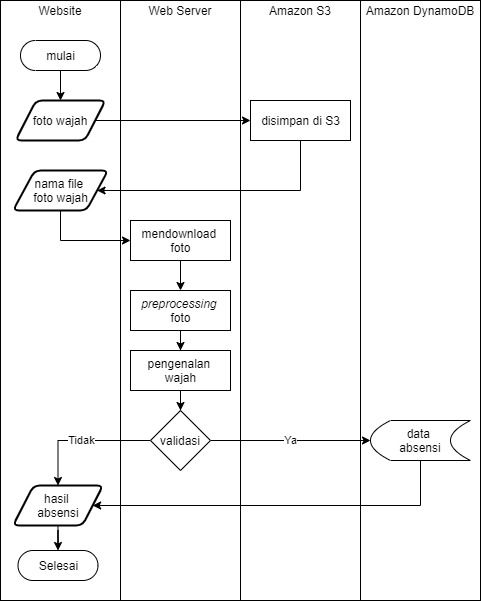 Website
Web Server
Amazon S3
Amazon DynamoDB
mulai
foto wajah
disimpan di S3
nama file
foto wajah
mendownload
foto
preprocessing
foto
pengenalan
wajah
validasi
Tidak
Ya
data
absensi
hasil
absensi
Selesai